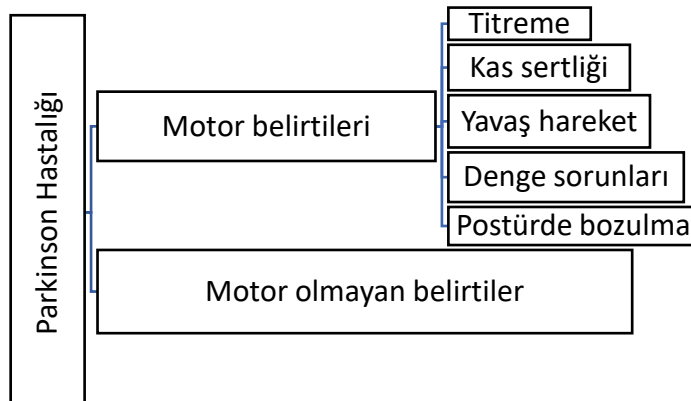 Parkinson Hastalığı
Motor belirtileri
Titreme
Kas sertliği
Yavaş hareket
Denge sorunları
Postürde bozulma
Motor olmayan belirtiler